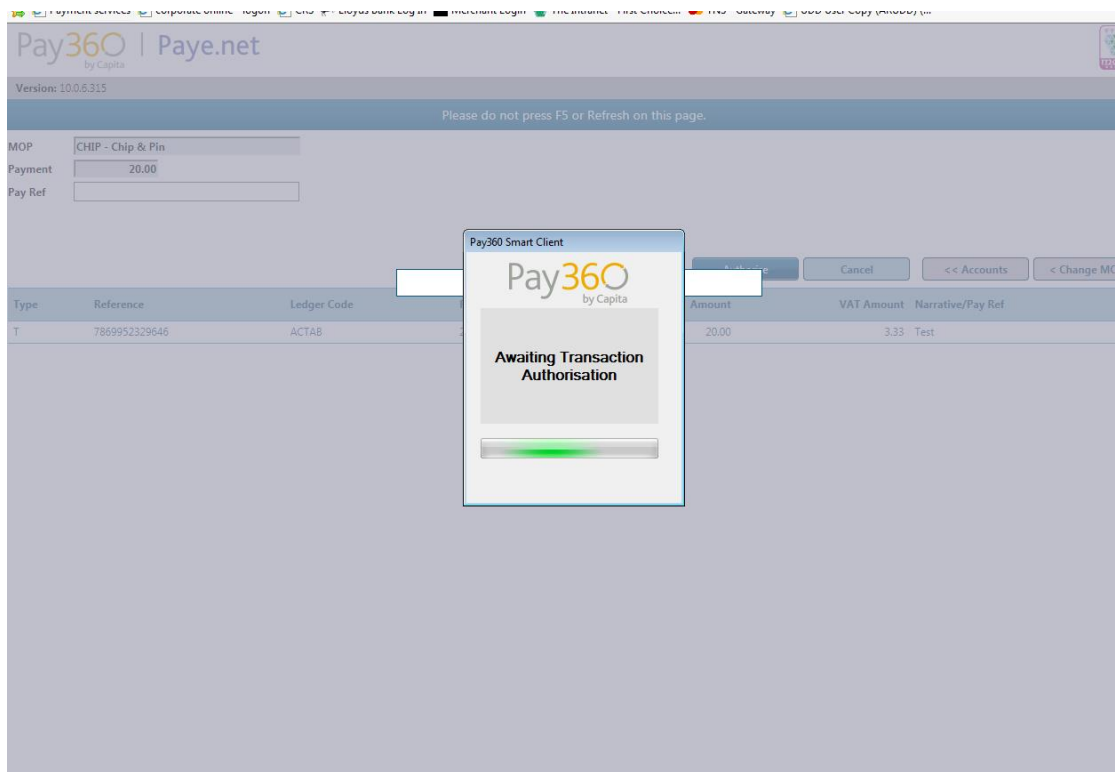 Pay360 by Capita | Paye.net
Version: 10.0.6.315
Please do not press F5 or Refresh on this page.
MOP CHIP - Chip & Pin
Payment 20.00
Pay Ref
Pay360 Smart Client
Pay360
by Capita
Cancel << Accounts < Change MO
Type Reference Ledger Code Amount VAT Amount Narrative/Pay Ref
T 7869952329646 ACTAB 20.00 3.33 Test
Awaiting Transaction
Authorisation